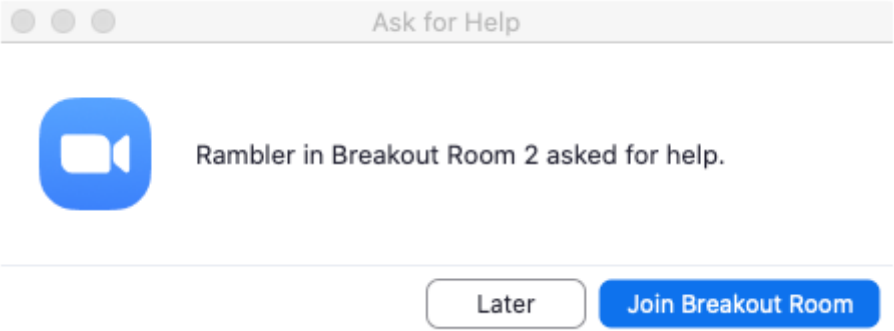 Ask for Help
Rambler in Breakout Room 2 asked for help.
Later
Join Breakout Room